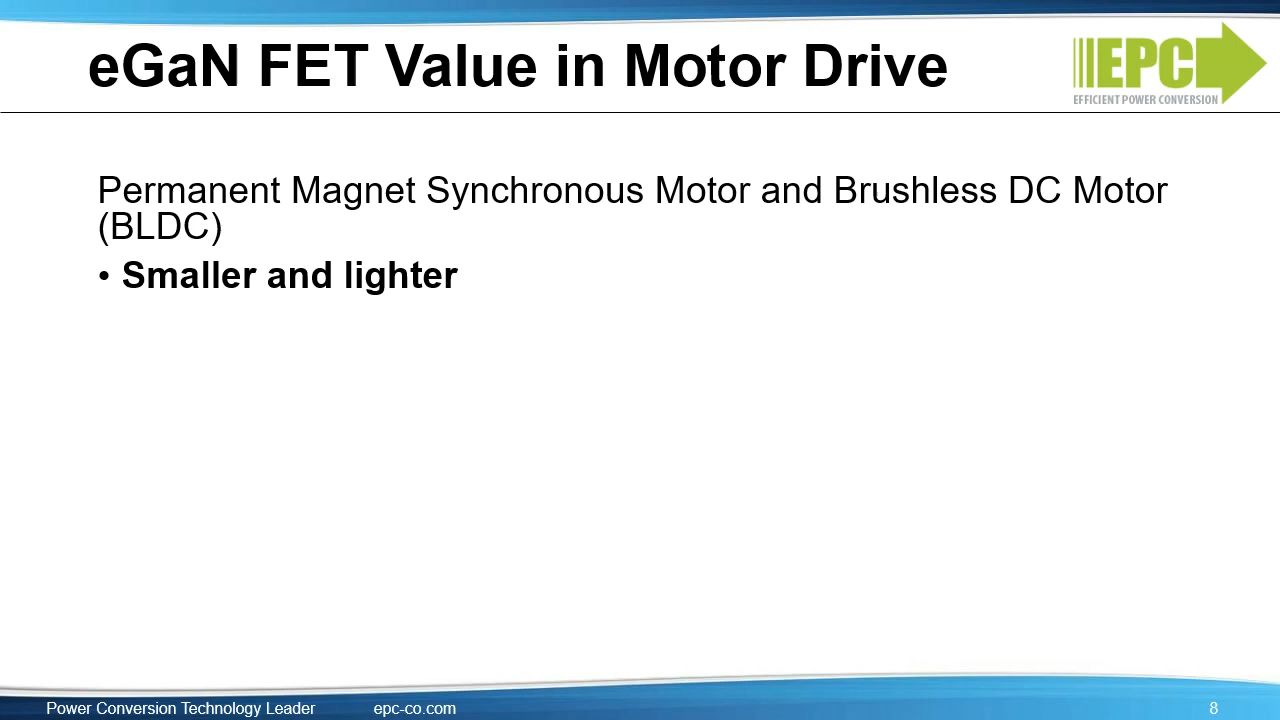 eGaN FET Value in Motor Drive
EPC
EFFICIENT POWER CONVERSION
Permanent Magnet Synchronous Motor and Brushless DC Motor
(BLDC)
• Smaller and lighter
Power Conversion Technology Leader epc-co.com 8